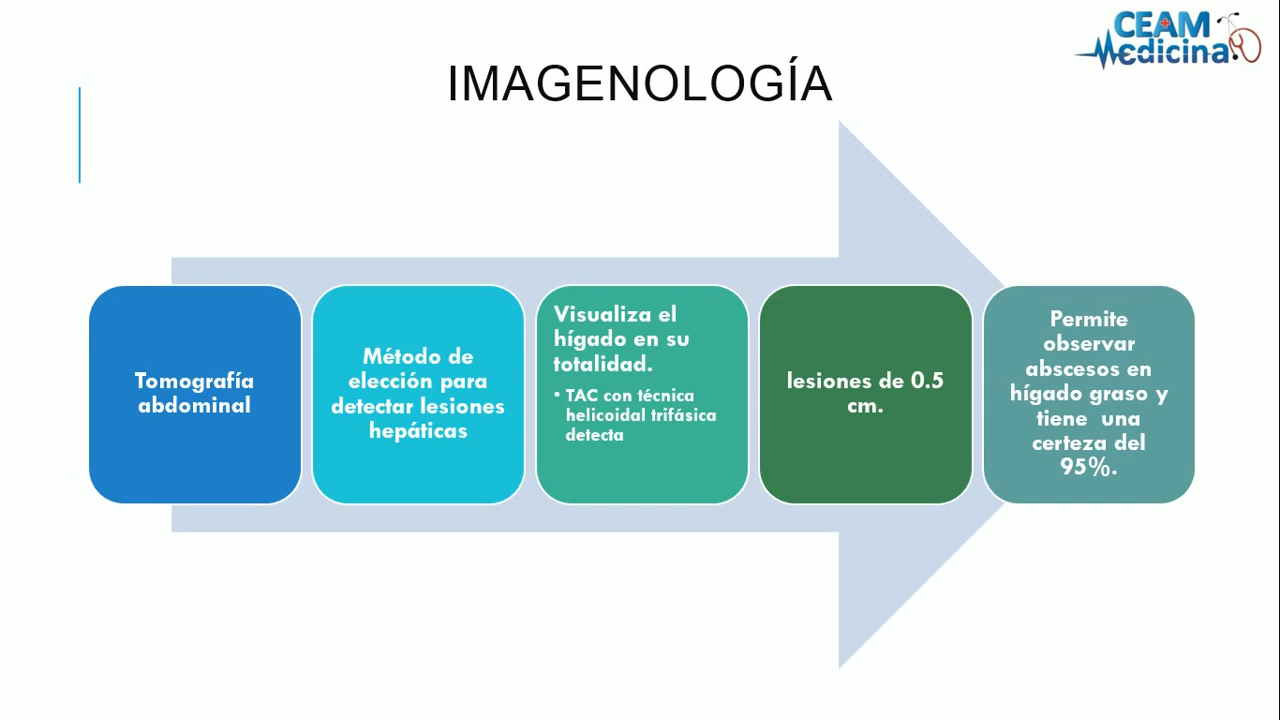 CEAM
Medicina
IMAGENOLOGÍA
Tomografía
abdominal
Método de
elección para
detectar lesiones
hepáticas
Visualiza el
hígado en su
totalidad.
• TAC con técnica
helicoidal trifásica
detecta
lesiones de 0.5
cm.
Permite
observar
abscesos en
hígado graso y
tiene una
certeza del
95%.